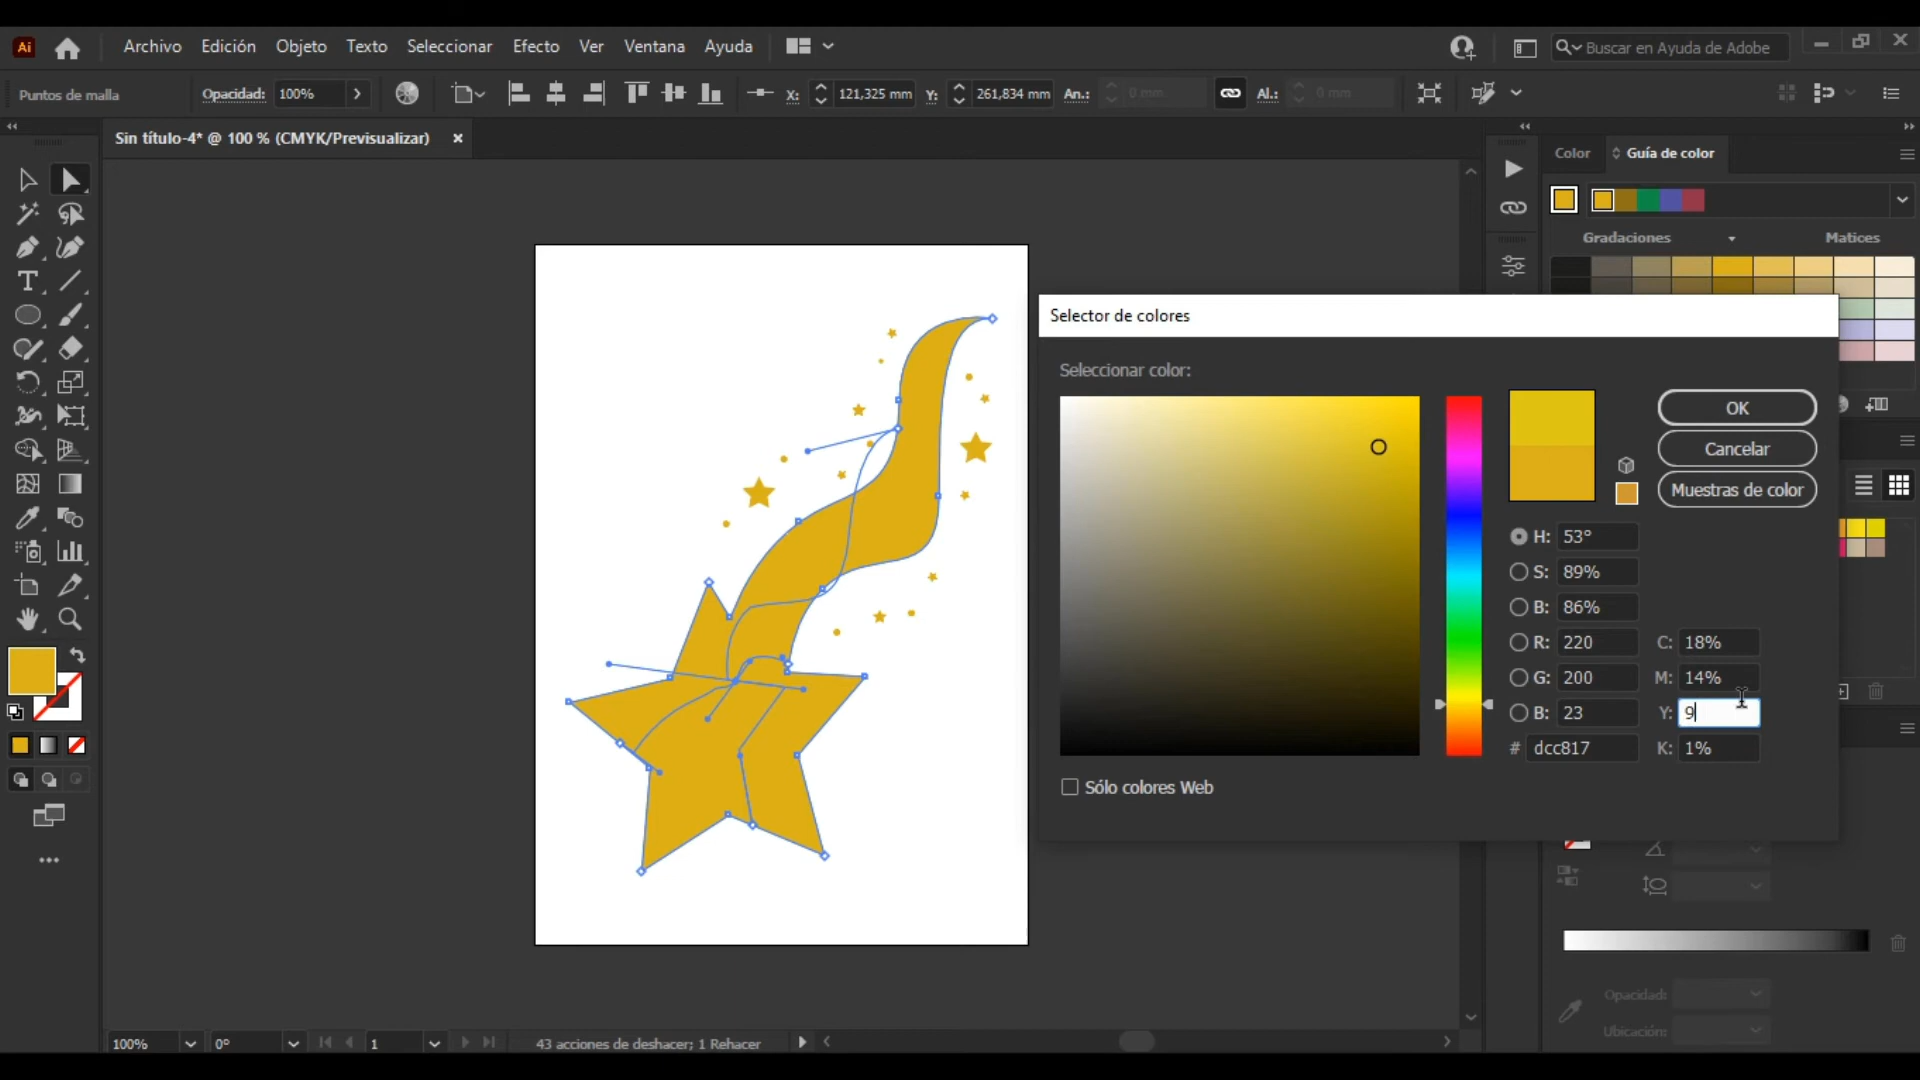 Ai
Archivo Edición Objeto Texto Seleccionar Efecto Ver Ventana Ayuda
Buscar en Ayuda de Adobe
Puntos de malla
Opacidad: 100%
X: 121,325 mm Y: 261,834 mm An.: 0 mm Al.: 0 mm
Sin título-4* @ 100 % (CMYK/Previsualizar)
Color Guía de color
Gradaciones Matices
Selector de colores
Seleccionar color:
OK
Cancelar
Muestras de color
H: 53°
S: 89%
B: 86%
R: 220 C: 18%
G: 200 M: 14%
B: 23 Y: 9
# dcc817 K: 1%
Sólo colores Web
Opacidad:
Ubicación:
100% 0° 1 43 acciones de deshacer; 1 Rehacer